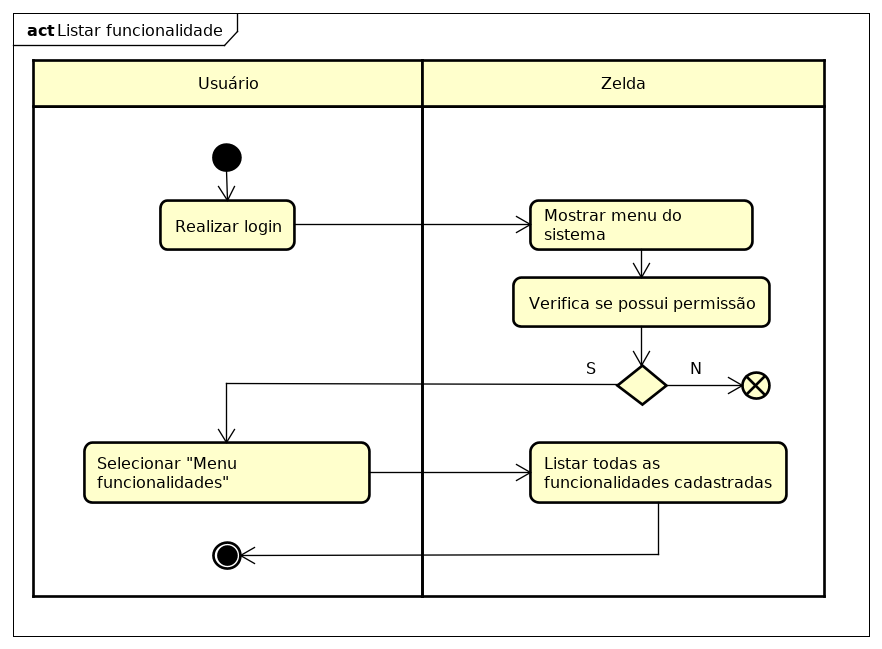 act Listar funcionalidade
Usuário
Zelda
Realizar login
Mostrar menu do
sistema
Verifica se possui permissão
S
N
Selecionar "Menu
funcionalidades"
Listar todas as
funcionalidades cadastradas